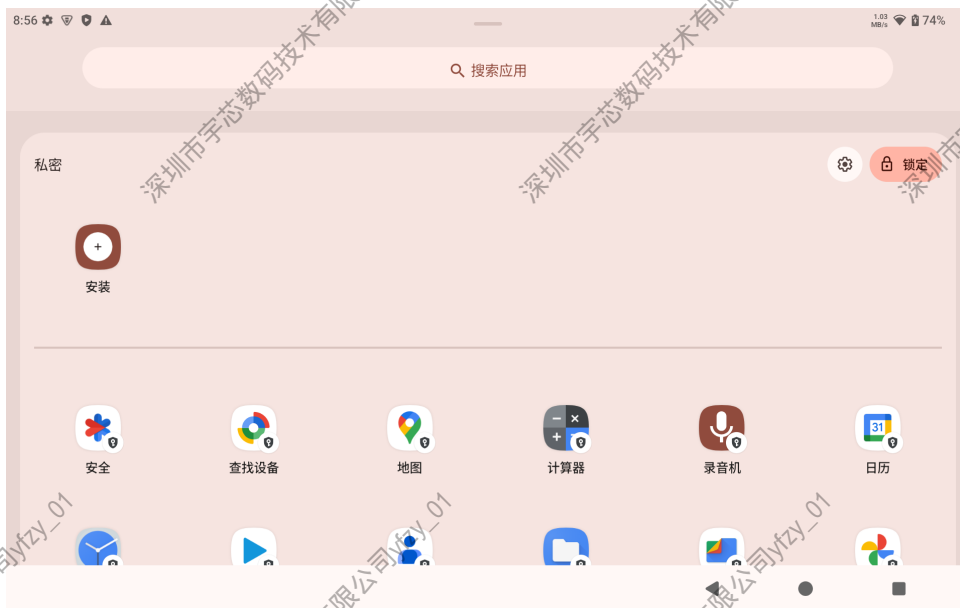 8:56
1.03
MB/s
74%
搜索应用
私密
锁定
安装
安全
查找设备
地图
计算器
录音机
31
日历
深圳市宇芯数码技术有限
深圳市宇芯数码技术有限
深圳市
司yfzy_01
限公司yfzy_01
限公司yfzy_01